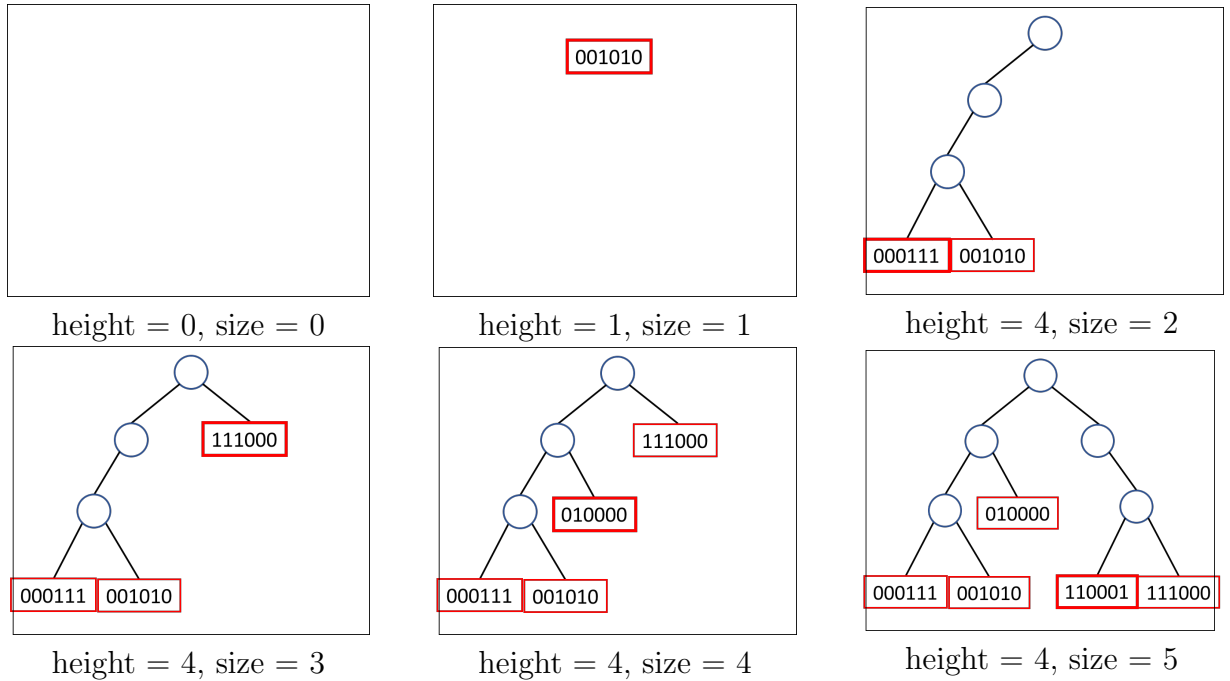 001010
000111 001010
height = 0, size = 0
height = 1, size = 1
height = 4, size = 2
111000
000111 001010
height = 4, size = 3
111000
010000
000111 001010
height = 4, size = 4
010000
000111 001010 110001 111000
height = 4, size = 5